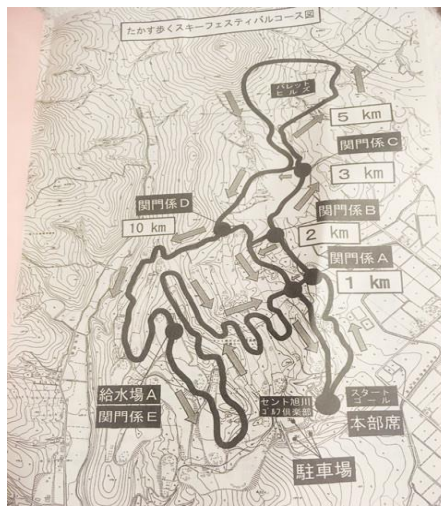 たかす歩くスキーフェスティバルコース図
パレット
ヒルズ
5 km
関門係C
3 km
関門係D
関門係B
10 km
2 km
関門係A
1 km
給水場A
関門係E
セント旭川
ゴルフ倶楽部
スタート
ゴール
本部席
駐車場